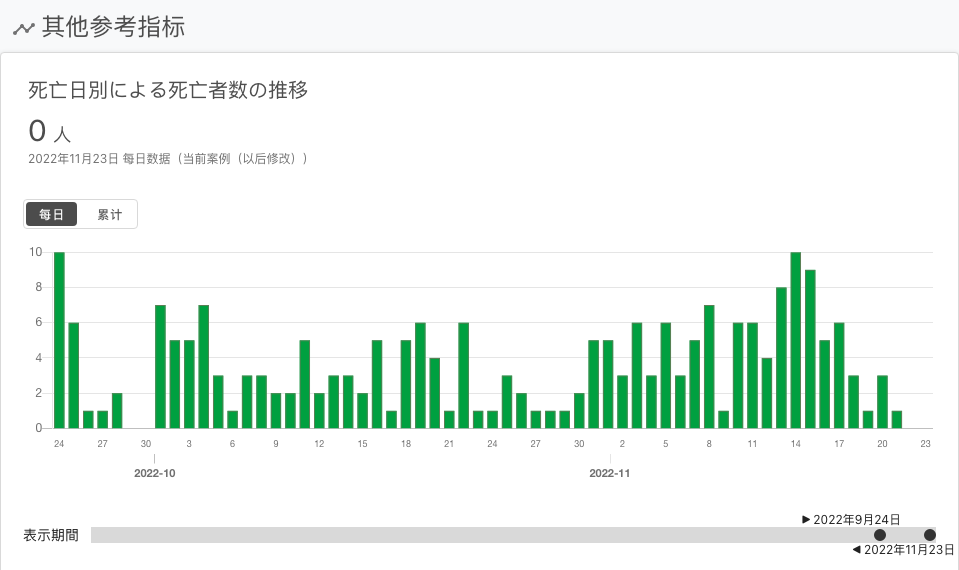 其他参考指标
死亡日別による死亡者数の推移
0 人
2022年11月23日 每日数据（当前案例（以后修改））
每日 累计
10
8
6
4
2
0
24 27 30 3 6 9 12 15 18 21 24 27 30 2 5 8 11 14 17 20 23
2022-10 2022-11
2022年9月24日
表示期間
2022年11月23日